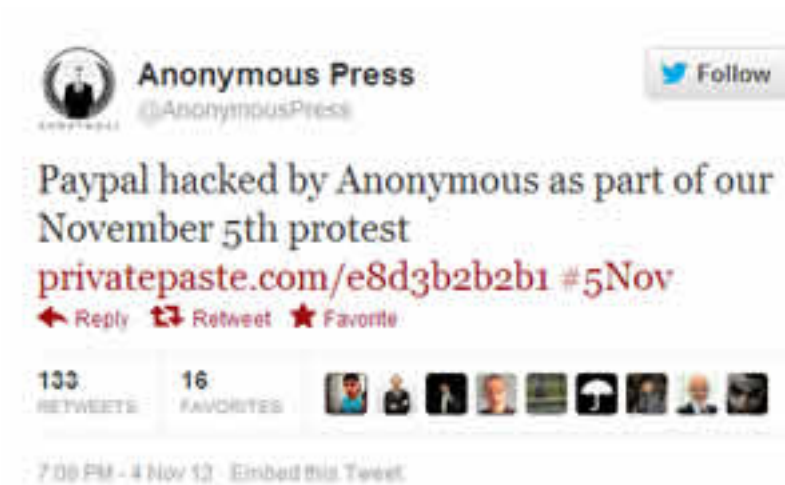 Anonymous Press
Follow
@AnonymousPress
Paypal hacked by Anonymous as part of our
November 5th protest
privatepaste.com/e8d3b2b2b1 #5Nov
Reply Retweet Favorite
133 16
RETWEETS FAVORITES
7:09 PM - 4 Nov 12 Embed this Tweet